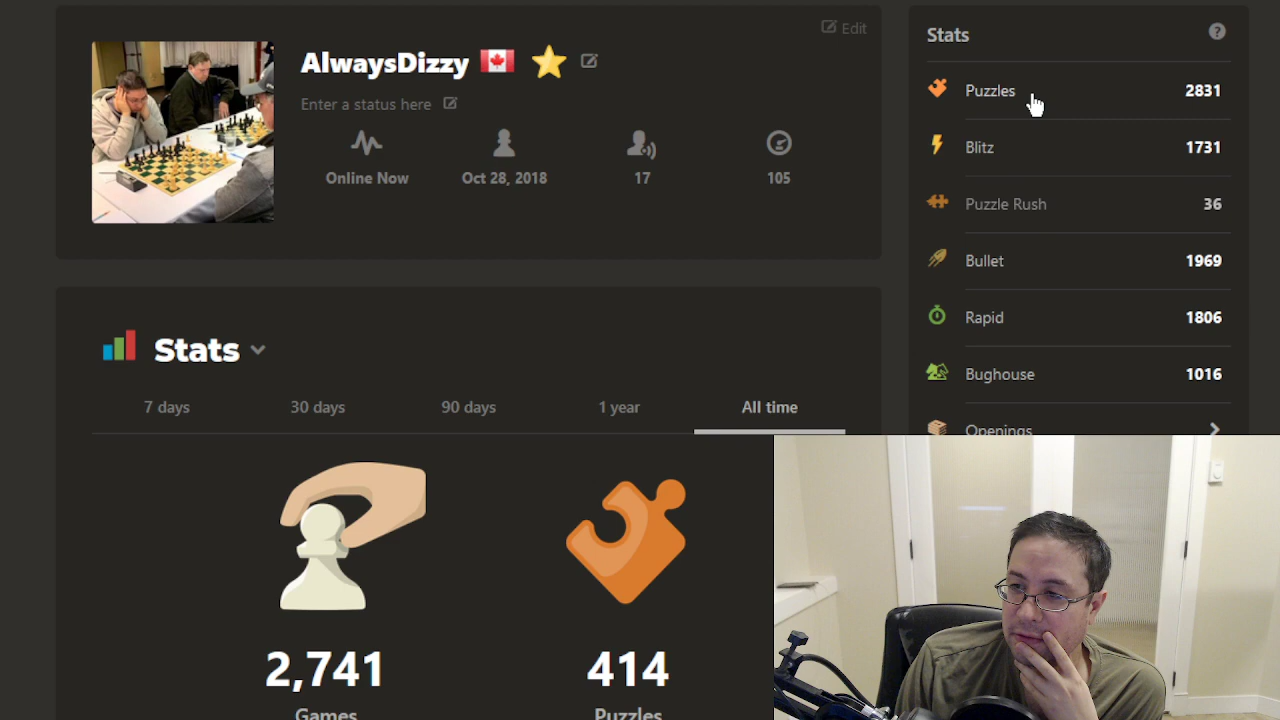 Edit
AlwaysDizzy
Enter a status here
Online Now
Oct 28, 2018
17
105
Stats
7 days
30 days
90 days
1 year
All time
2,741
Games
414
Puzzles
Stats
?
Puzzles 2831
Blitz 1731
Puzzle Rush 36
Bullet 1969
Rapid 1806
Bughouse 1016
Openings